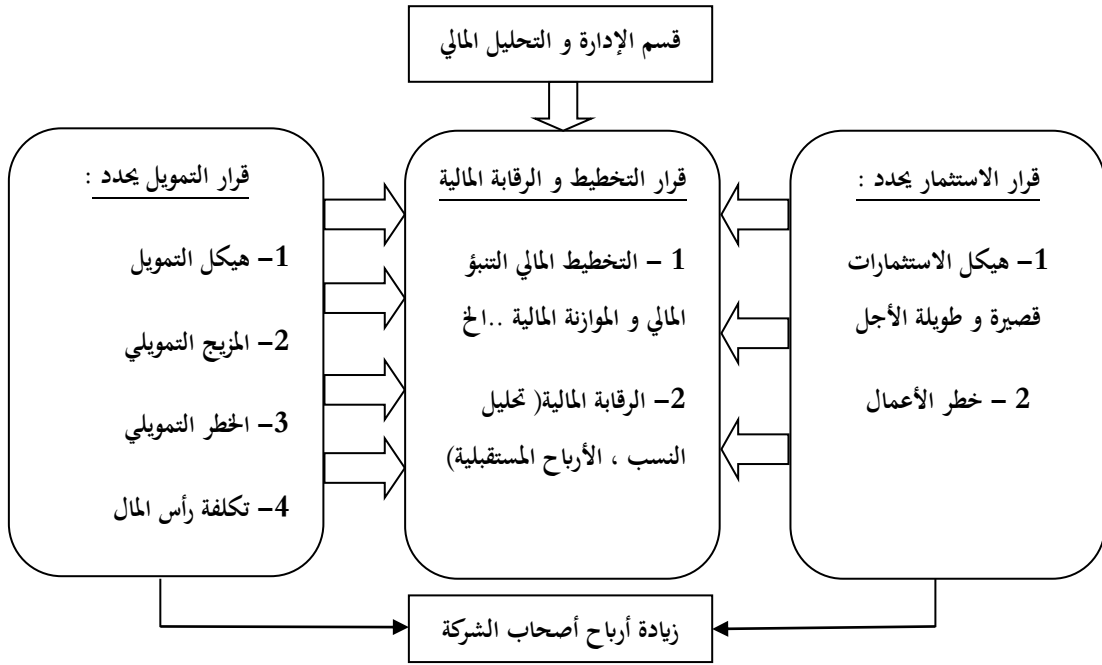 قسم الإدارة و التحليل المالي
قرار الاستثمار يحدد :
1– هيكل الاستثمارات
قصيرة و طويلة الأجل
2 – خطر الأعمال
قرار التخطيط و الرقابة المالية
1 – التخطيط المالي التنبؤ
المالي و الموازنة المالية ..الخ
2– الرقابة المالية( تحليل
النسب ، الأرباح المستقبلية)
قرار التمويل يحدد :
1– هيكل التمويل
2– المزيج التمويلي
3– الخطر التمويلي
4– تكلفة رأس المال
زيادة أرباح أصحاب الشركة